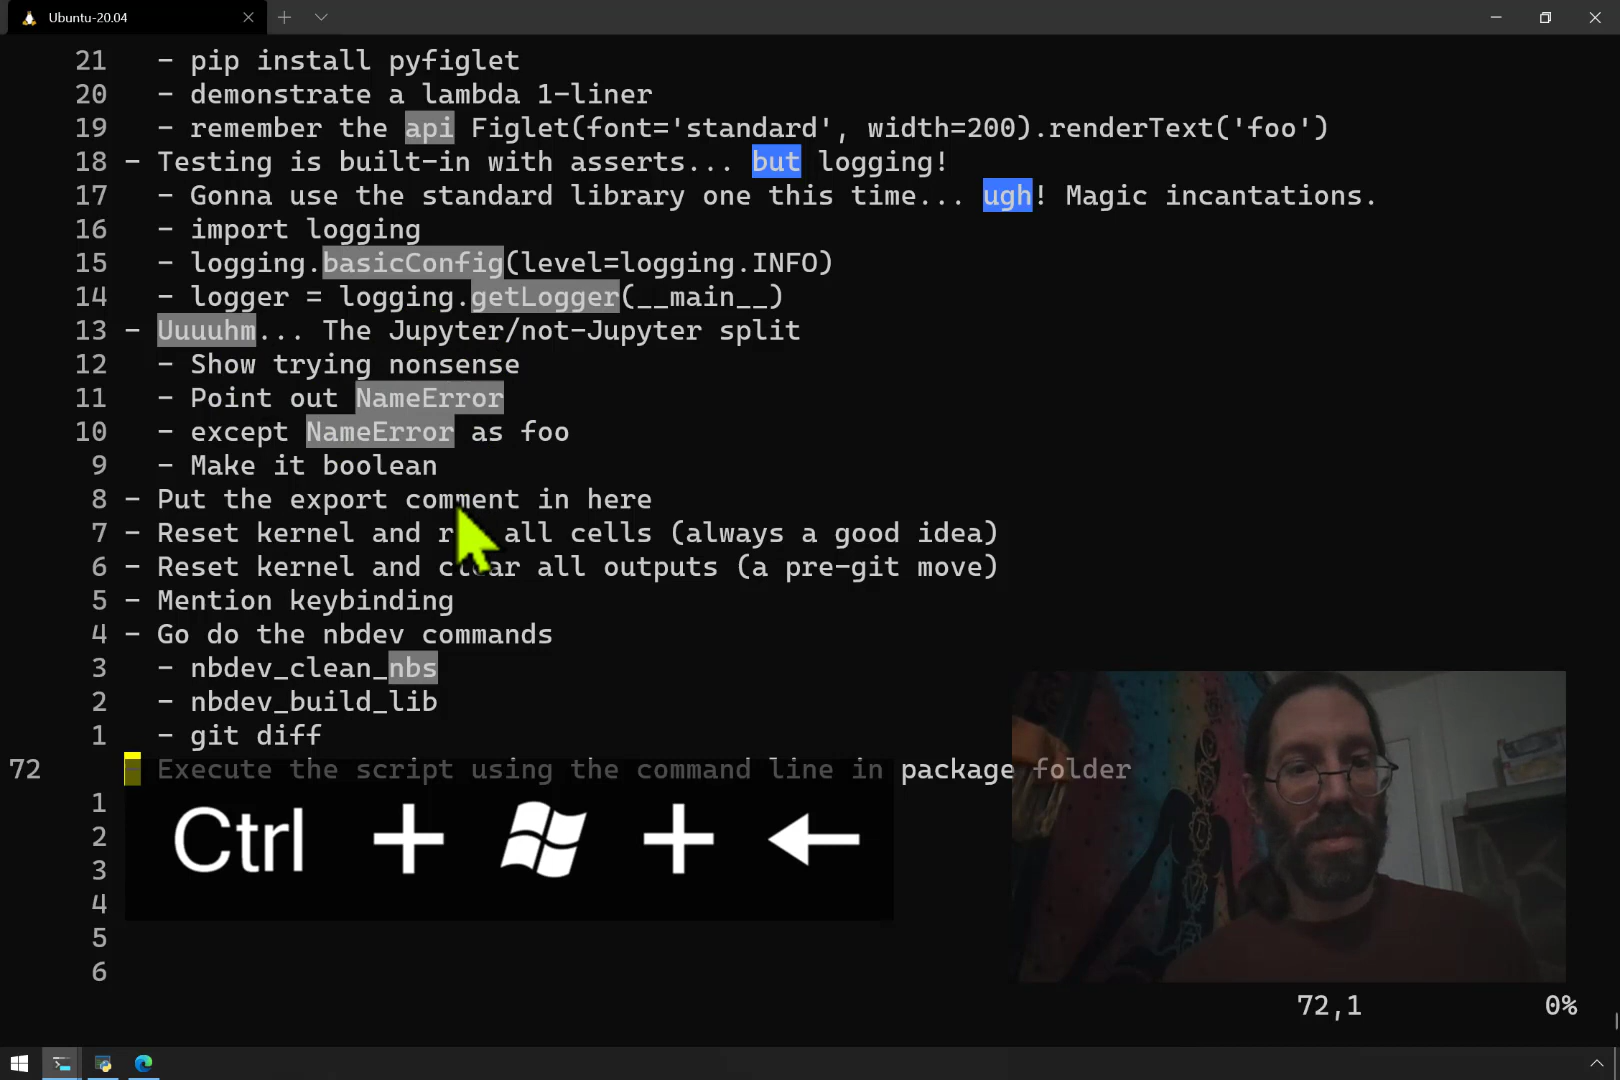 Ubuntu-20.04
21 - pip install pyfiglet
20 - demonstrate a lambda 1-liner
19 - remember the api Figlet(font='standard', width=200).renderText('foo')
18 - Testing is built-in with asserts... but logging!
17 - Gonna use the standard library one this time... ugh! Magic incantations.
16 - import logging
15 - logging.basicConfig(level=logging.INFO)
14 - logger = logging.getLogger(__main__)
13 - Uuuuhm... The Jupyter/not-Jupyter split
12 - Show trying nonsense
11 - Point out NameError
10 - except NameError as foo
9 - Make it boolean
8 - Put the export comment in here
7 - Reset kernel and all cells (always a good idea)
6 - Reset kernel and clear all outputs (a pre-git move)
5 - Mention keybinding
4 - Go do the nbdev commands
3 - nbdev_clean_nbs
2 - nbdev_build_lib
1 - git diff
72 - Execute the script using the command line in package folder
1
2
3
4
5
6
Ctrl + + ←
72,1 0%